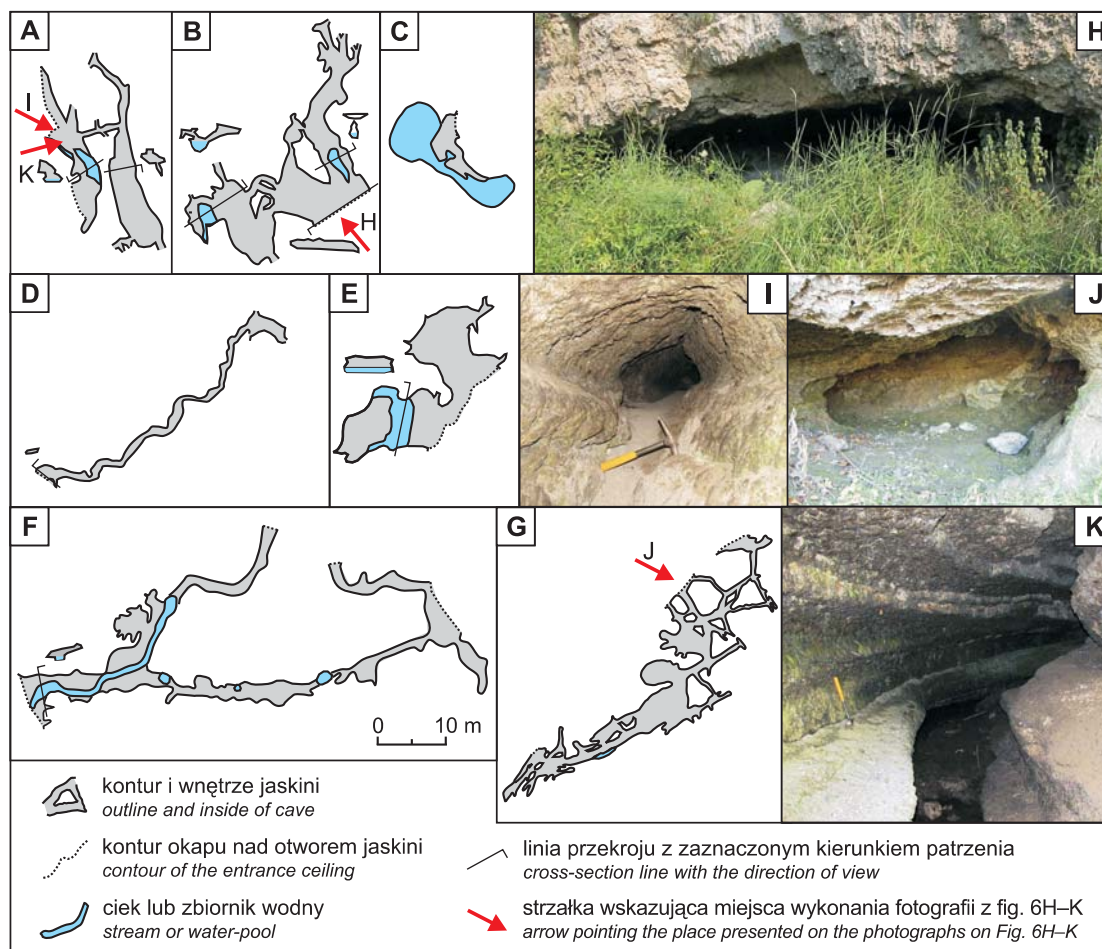 A
B
C
H
I
K
H
D
E
I
J
F
G
J
K
0 10 m
kontur i wnętrze jaskini
outline and inside of cave
kontur okapu nad otworem jaskini
contour of the entrance ceiling
ciek lub zbiornik wodny
stream or water-pool
linia przekroju z zaznaczonym kierunkiem patrzenia
cross-section line with the direction of view
strzałka wskazująca miejsca wykonania fotografii z fig. 6H–K
arrow pointing the place presented on the photographs on Fig. 6H–K